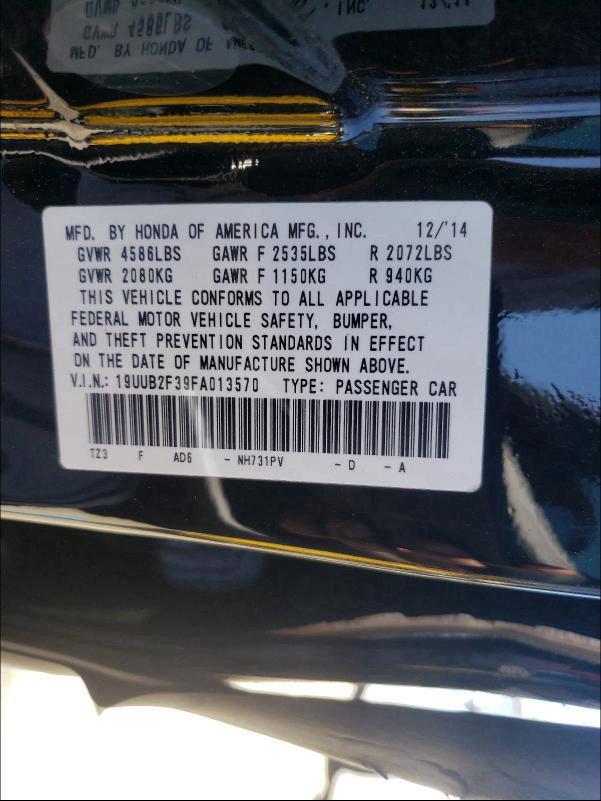 MFD. BY HONDA OF AMERICA MFG., INC. 12/'14
GVWR 4586LBS GAWR F 2535LBS R 2072LBS
GVWR 2080KG GAWR F 1150KG R 940KG
THIS VEHICLE CONFORMS TO ALL APPLICABLE
FEDERAL MOTOR VEHICLE SAFETY, BUMPER,
AND THEFT PREVENTION STANDARDS IN EFFECT
ON THE DATE OF MANUFACTURE SHOWN ABOVE.
V.I.N.: 19UUB2F39FA013570 TYPE: PASSENGER CAR
TZ3 F AD6 - NH731PV - D - A